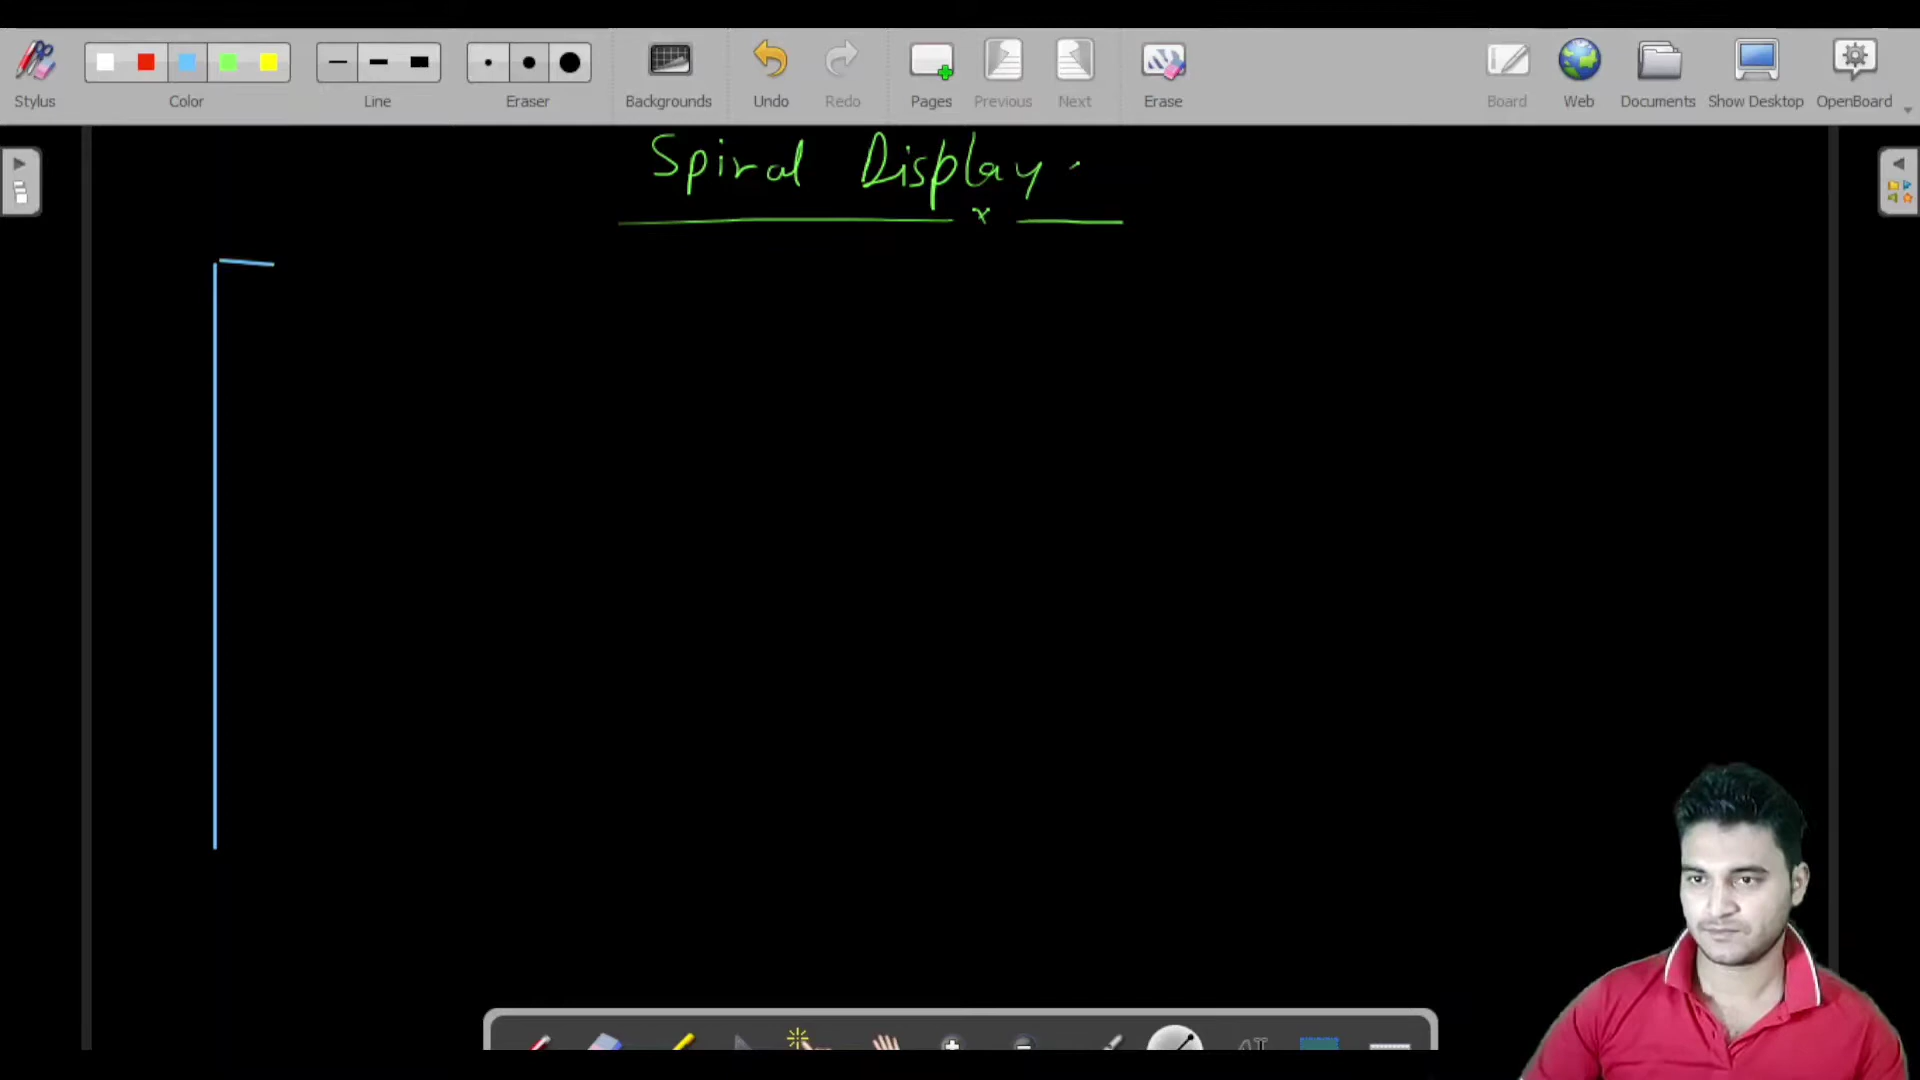 Stylus
Color
Line
Eraser
Backgrounds
Undo
Redo
Pages
Previous
Next
Erase
Board
Web
Documents
Show Desktop
OpenBoard
Spiral Display.
x